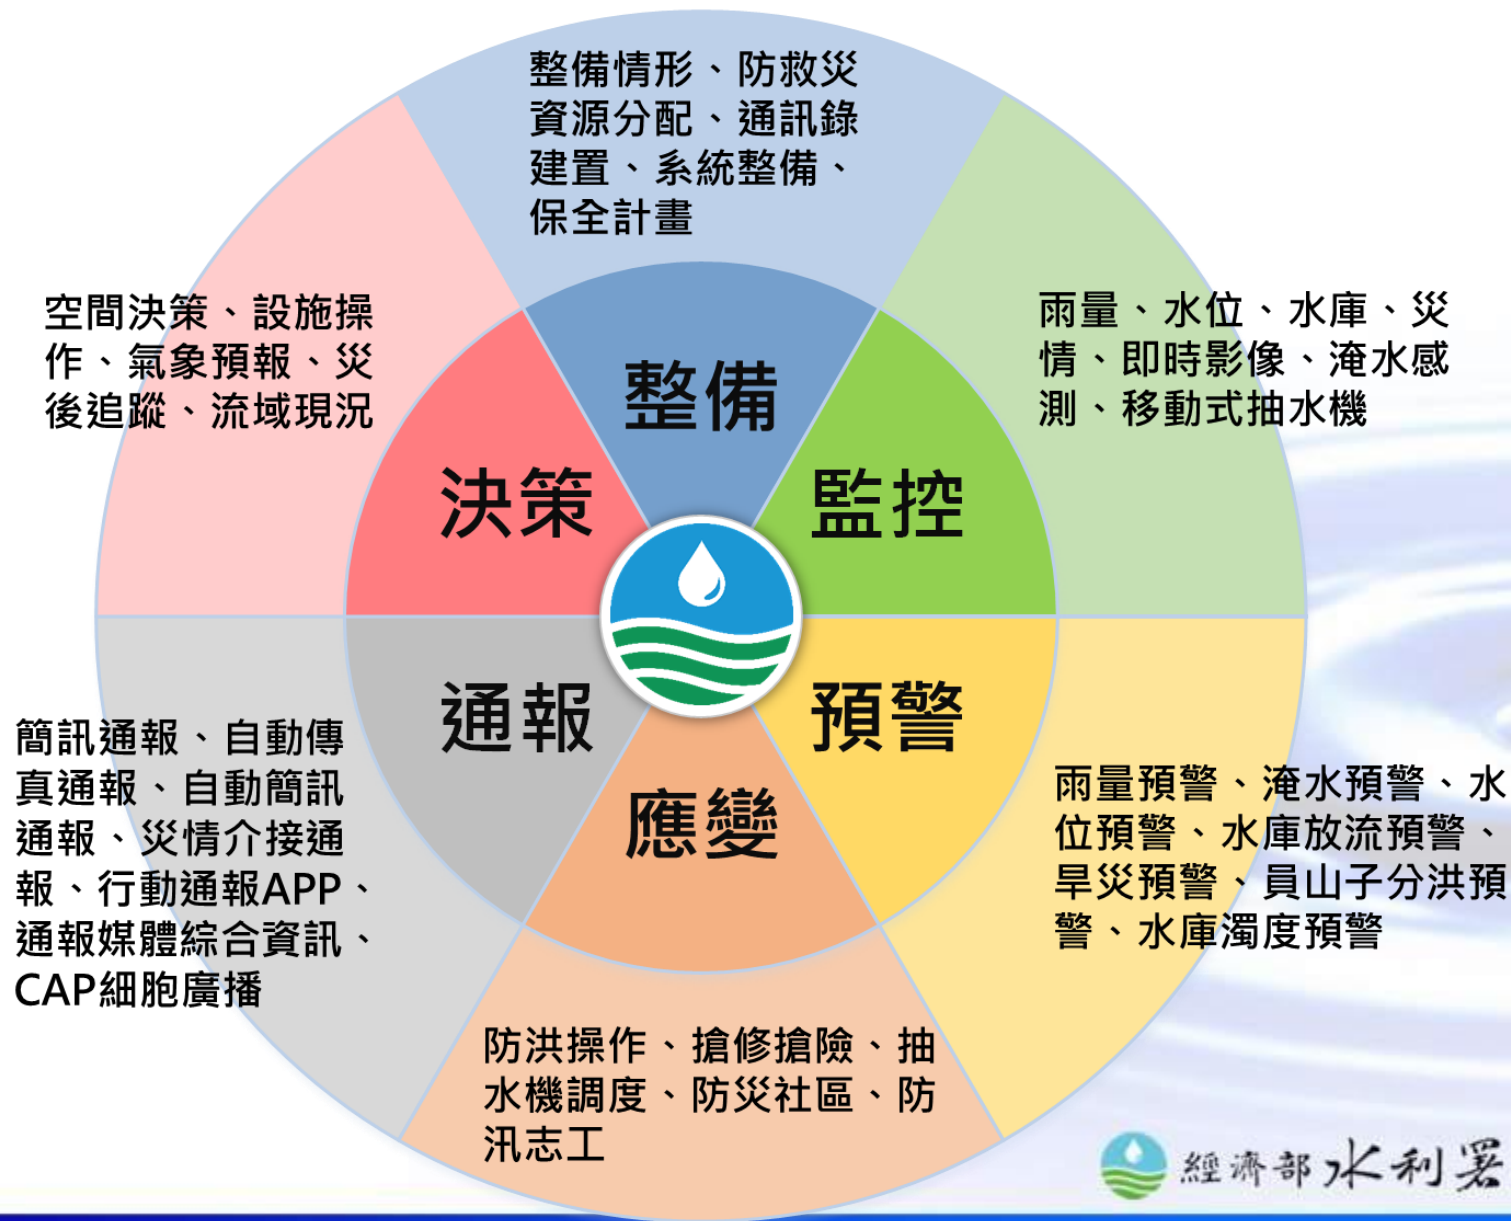 整備情形、防救災
資源分配、通訊錄
建置、系統整備、
保全計畫
空間決策、設施操
作、氣象預報、災
後追蹤、流域現況
雨量、水位、水庫、災
情、即時影像、淹水感
測、移動式抽水機
整備
決策
監控
通報
預警
應變
簡訊通報、自動傳
真通報、自動簡訊
通報、災情介接通
報、行動通報APP、
通報媒體綜合資訊、
CAP細胞廣播
雨量預警、淹水預警、水
位預警、水庫放流預警、
旱災預警、員山子分洪預
警、水庫濁度預警
防洪操作、搶修搶險、抽
水機調度、防災社區、防
汛志工
經濟部水利署